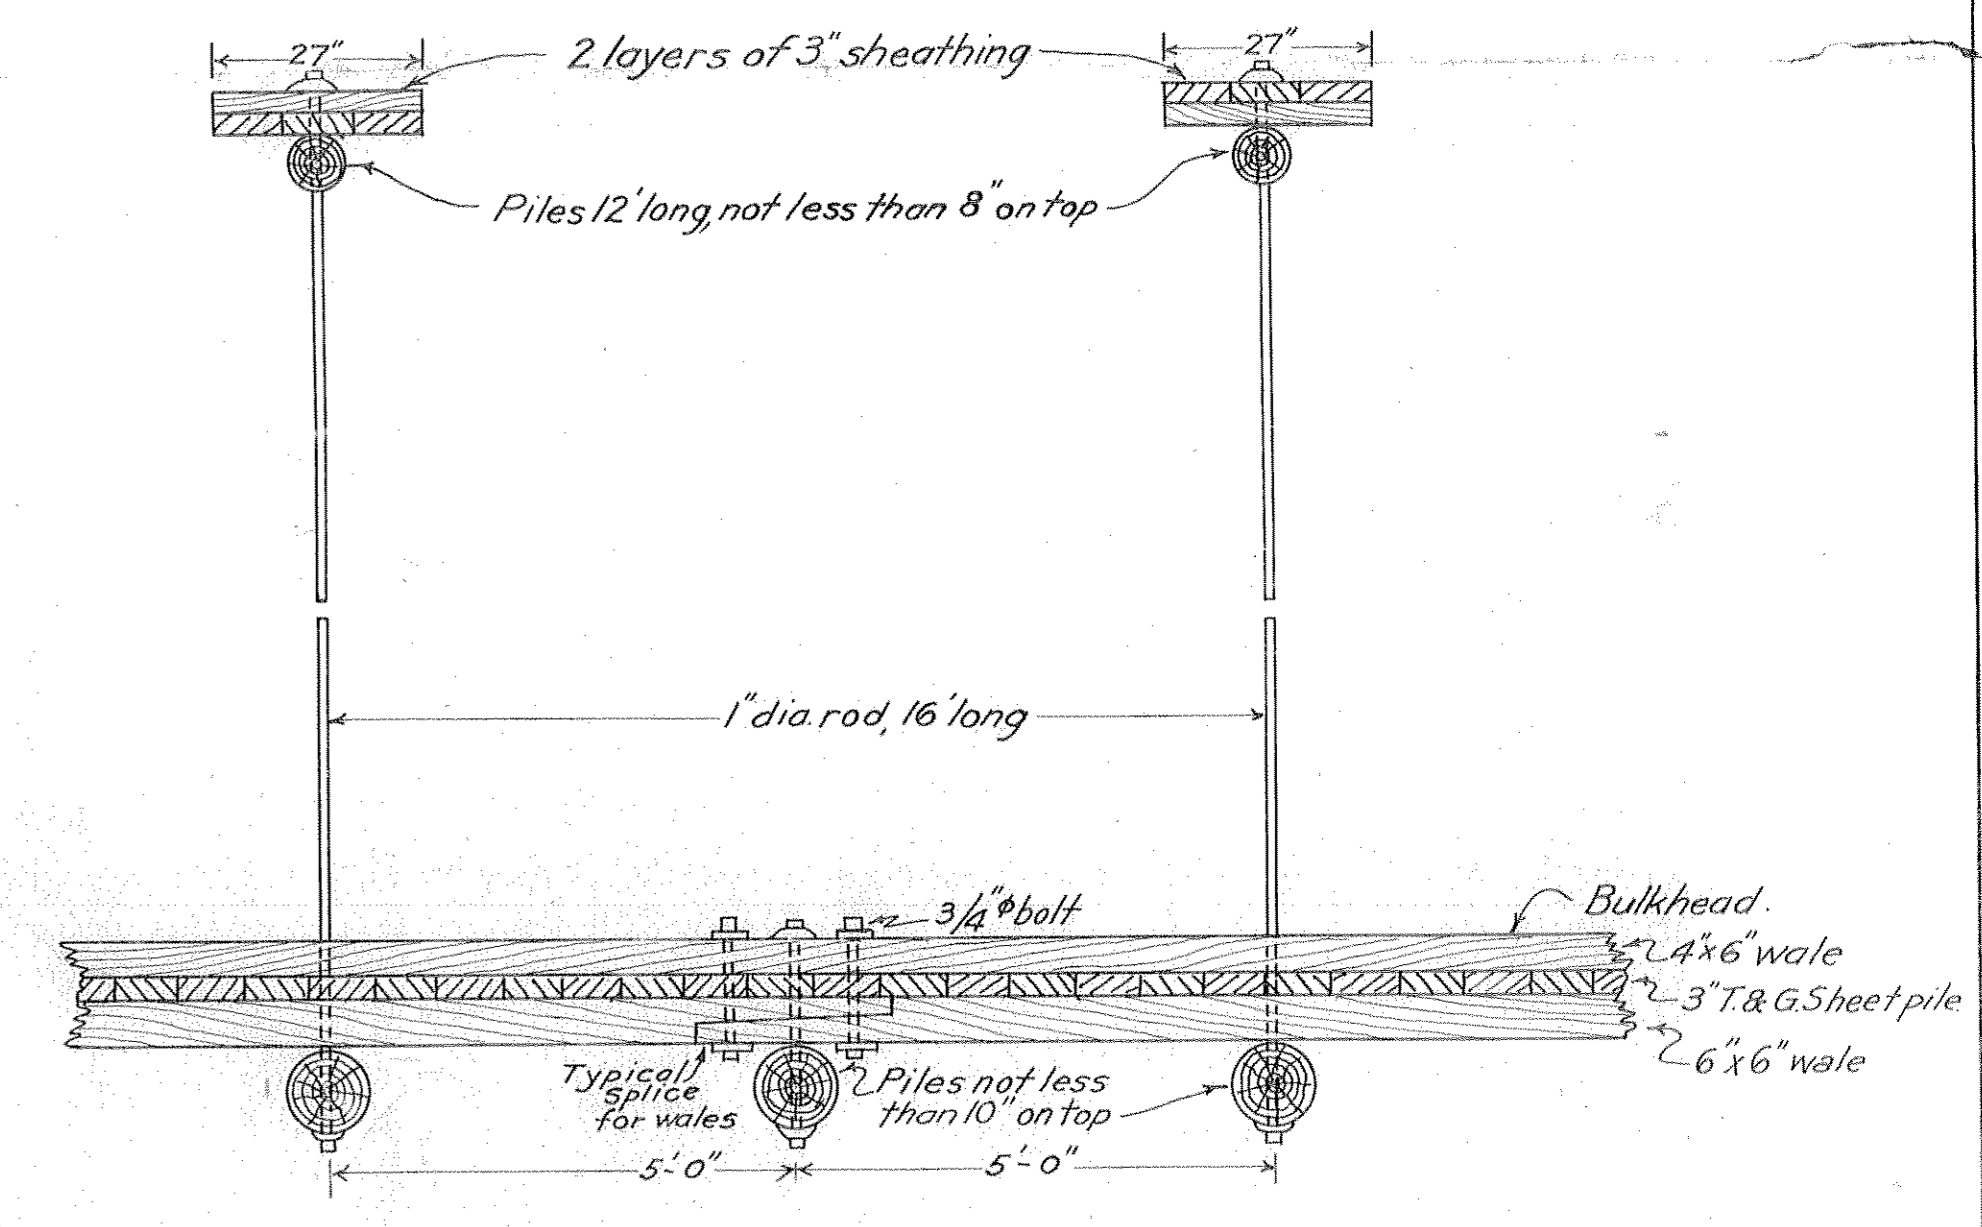 27"
2 layers of 3" sheathing
27"
Piles 12' long, not less than 8" on top
1" dia. rod, 16' long
3/4" ϕ bolt
Bulkhead.
4"x6" wale
3" T. & G. Sheet pile
6"x6" wale
Typical
splice
for wales
Piles not less
than 10" on top
5'-0"
5'-0"